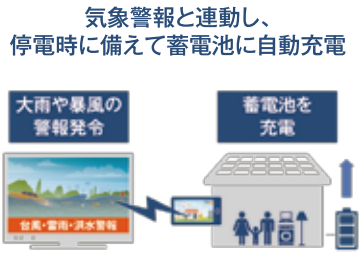 気象警報と連動し、
停電時に備えて蓄電池に自動充電
大雨や暴風の
警報発令
蓄電池を
充電
台風・雷雨・洪水警報